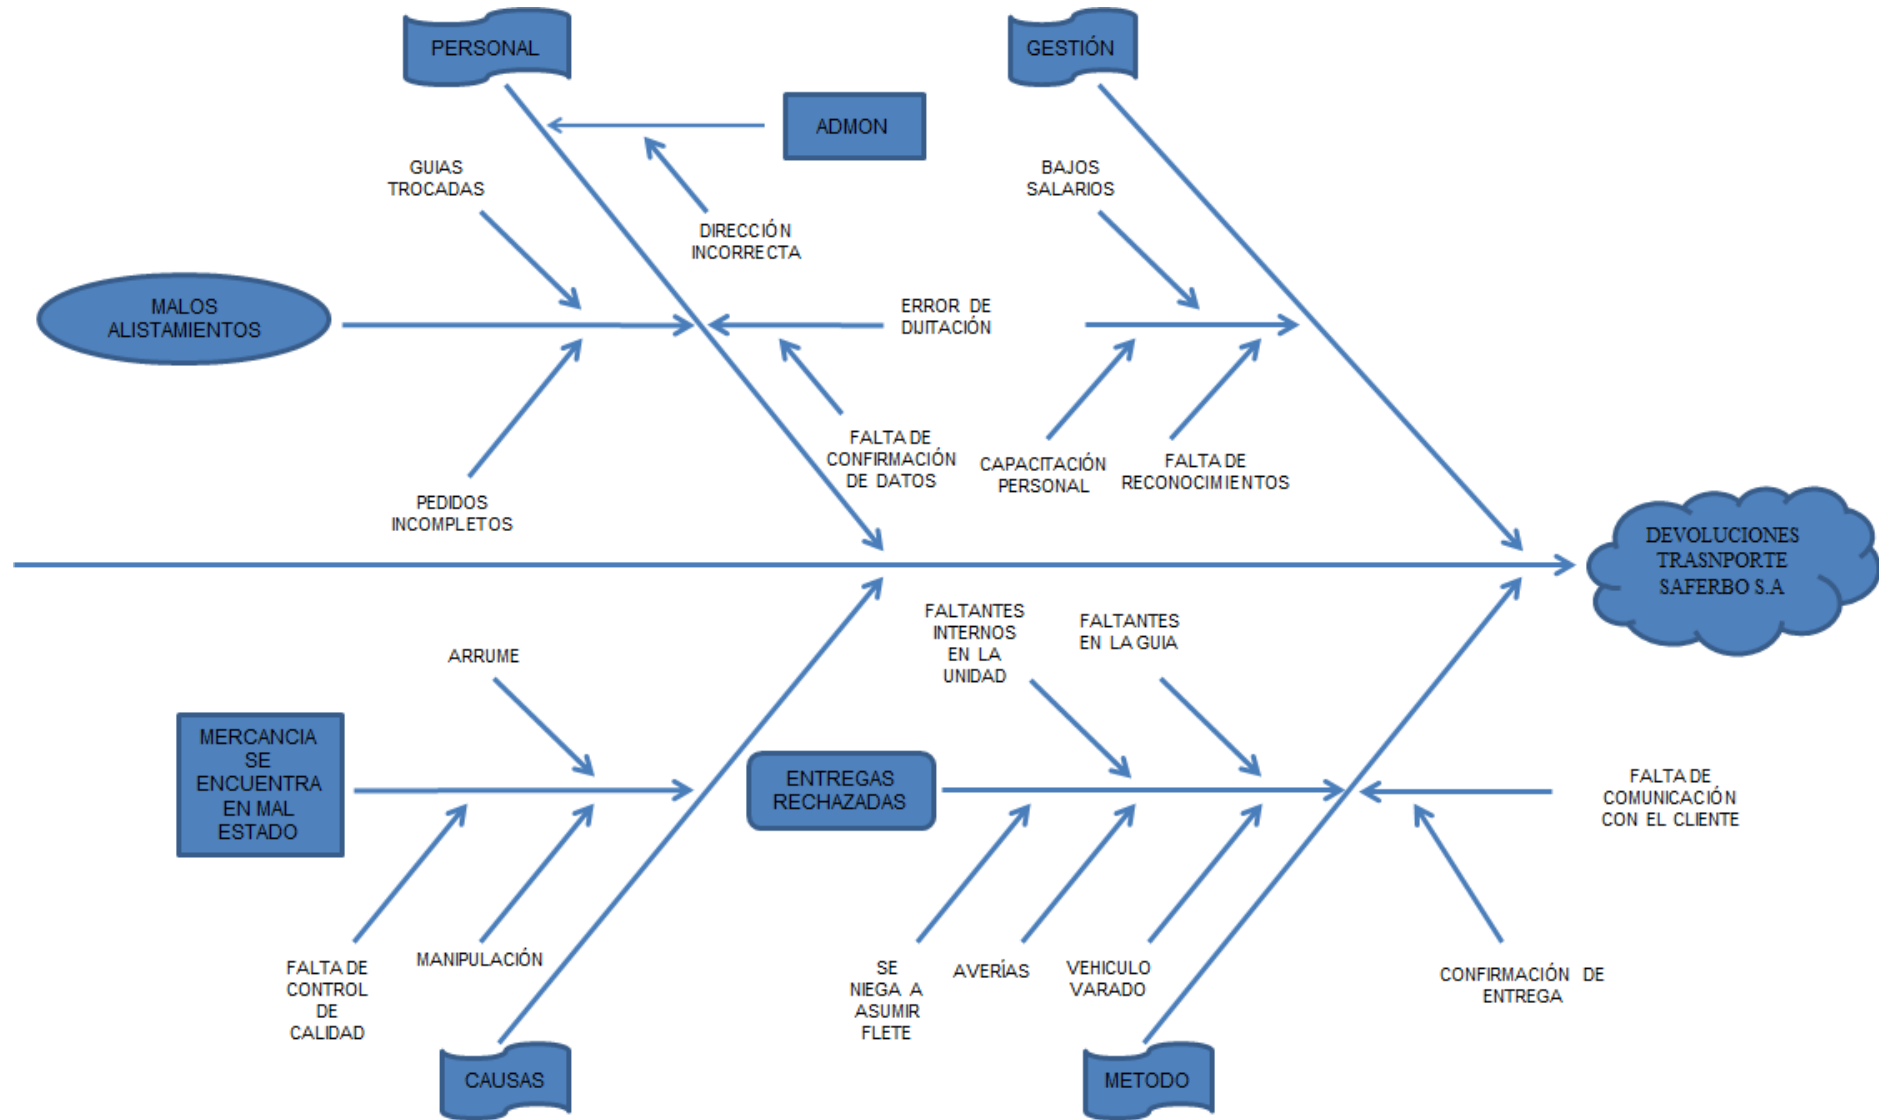 PERSONAL
GESTIÓN
ADMON
GUIAS
TROCADAS
BAJOS
SALARIOS
DIRECCIÓN
INCORRECTA
MALOS
ALISTAMIENTOS
ERROR DE
DIJITACIÓN
FALTA DE
CONFIRMACIÓN
DE DATOS
CAPACITACIÓN
PERSONAL
FALTA DE
RECONOCIMIENTOS
PEDIDOS
INCOMPLETOS
DEVOLUCIONES
TRASNPORTE
SAFERBO S.A
ARRUME
FALTANTES
INTERNOS
EN LA
UNIDAD
FALTANTES
EN LA GUIA
MERCANCIA
SE
ENCUENTRA
EN MAL
ESTADO
ENTREGAS
RECHAZADAS
FALTA DE
COMUNICACIÓN
CON EL CLIENTE
FALTA DE
CONTROL
DE
CALIDAD
MANIPULACIÓN
SE
NIEGA A
ASUMIR
FLETE
AVERÍAS
VEHICULO
VARADO
CONFIRMACIÓN DE
ENTREGA
CAUSAS
METODO